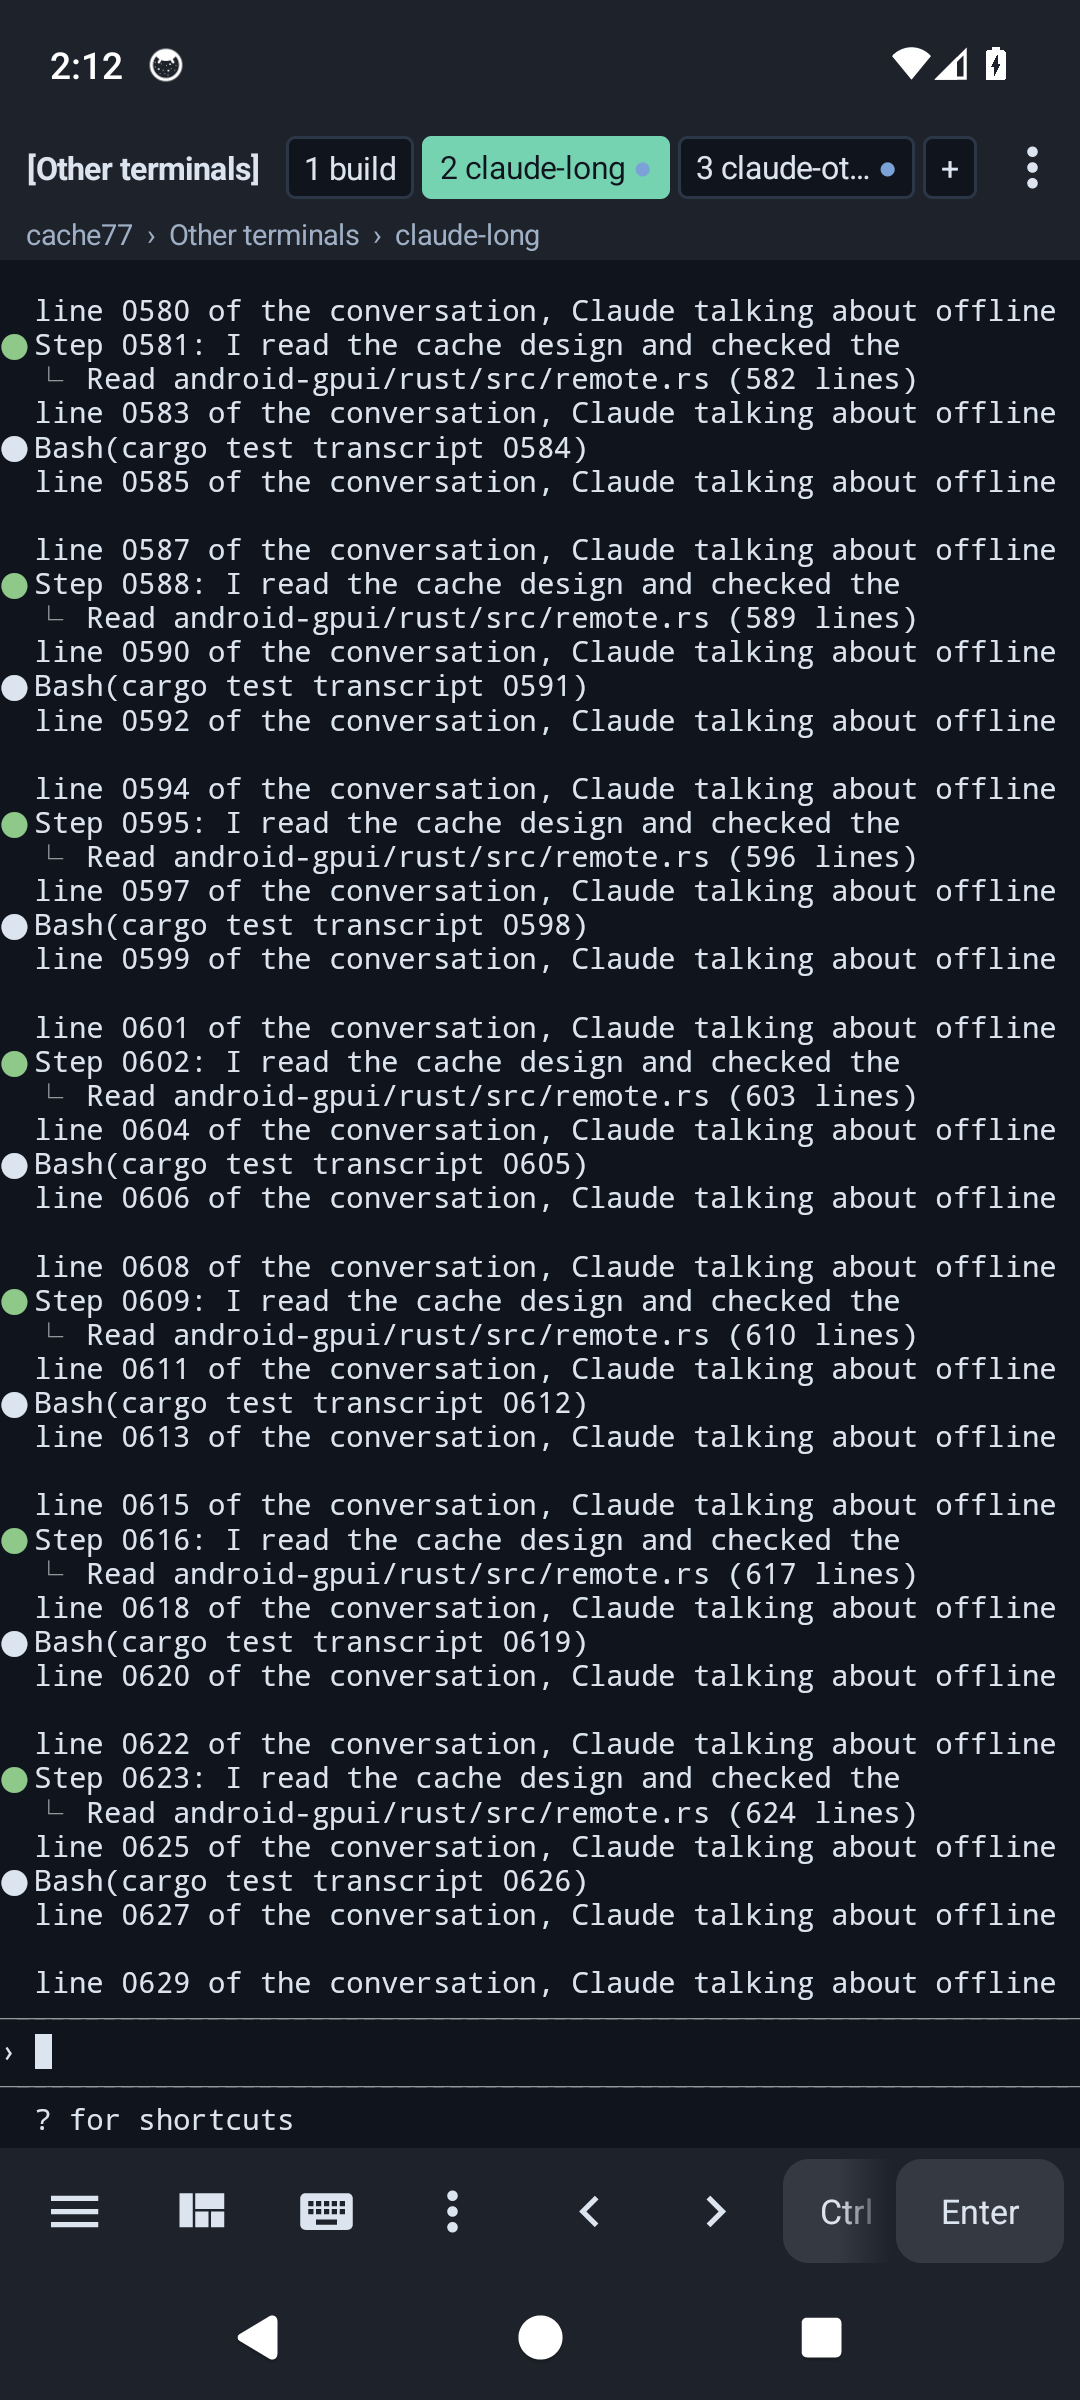 2:12
[Other terminals] 1 build 2 claude-long 3 claude-ot... +
cache77 › Other terminals › claude-long
line 0580 of the conversation, Claude talking about offline
Step 0581: I read the cache design and checked the
└ Read android-gpui/rust/src/remote.rs (582 lines)
line 0583 of the conversation, Claude talking about offline
Bash(cargo test transcript 0584)
line 0585 of the conversation, Claude talking about offline
line 0587 of the conversation, Claude talking about offline
Step 0588: I read the cache design and checked the
└ Read android-gpui/rust/src/remote.rs (589 lines)
line 0590 of the conversation, Claude talking about offline
Bash(cargo test transcript 0591)
line 0592 of the conversation, Claude talking about offline
line 0594 of the conversation, Claude talking about offline
Step 0595: I read the cache design and checked the
└ Read android-gpui/rust/src/remote.rs (596 lines)
line 0597 of the conversation, Claude talking about offline
Bash(cargo test transcript 0598)
line 0599 of the conversation, Claude talking about offline
line 0601 of the conversation, Claude talking about offline
Step 0602: I read the cache design and checked the
└ Read android-gpui/rust/src/remote.rs (603 lines)
line 0604 of the conversation, Claude talking about offline
Bash(cargo test transcript 0605)
line 0606 of the conversation, Claude talking about offline
line 0608 of the conversation, Claude talking about offline
Step 0609: I read the cache design and checked the
└ Read android-gpui/rust/src/remote.rs (610 lines)
line 0611 of the conversation, Claude talking about offline
Bash(cargo test transcript 0612)
line 0613 of the conversation, Claude talking about offline
line 0615 of the conversation, Claude talking about offline
Step 0616: I read the cache design and checked the
└ Read android-gpui/rust/src/remote.rs (617 lines)
line 0618 of the conversation, Claude talking about offline
Bash(cargo test transcript 0619)
line 0620 of the conversation, Claude talking about offline
line 0622 of the conversation, Claude talking about offline
Step 0623: I read the cache design and checked the
└ Read android-gpui/rust/src/remote.rs (624 lines)
line 0625 of the conversation, Claude talking about offline
Bash(cargo test transcript 0626)
line 0627 of the conversation, Claude talking about offline
line 0629 of the conversation, Claude talking about offline
›
? for shortcuts
Ctrl Enter